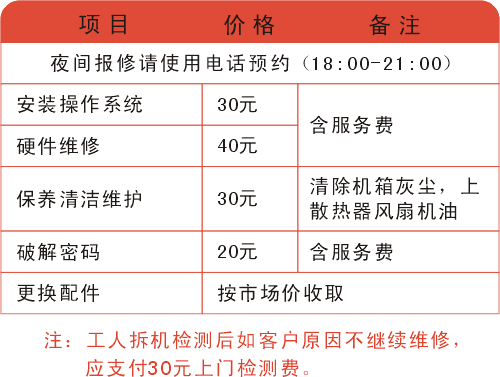 项目 价格 备注
夜间报修请使用电话预约（18:00-21:00）
安装操作系统 30元 含服务费
硬件维修 40元
保养清洁维护 30元 清除机箱灰尘，上
散热器风扇机油
破解密码 20元 含服务费
更换配件 按市场价收取
注：工人拆机检测后如客户原因不继续维修，
应支付30元上门检测费。